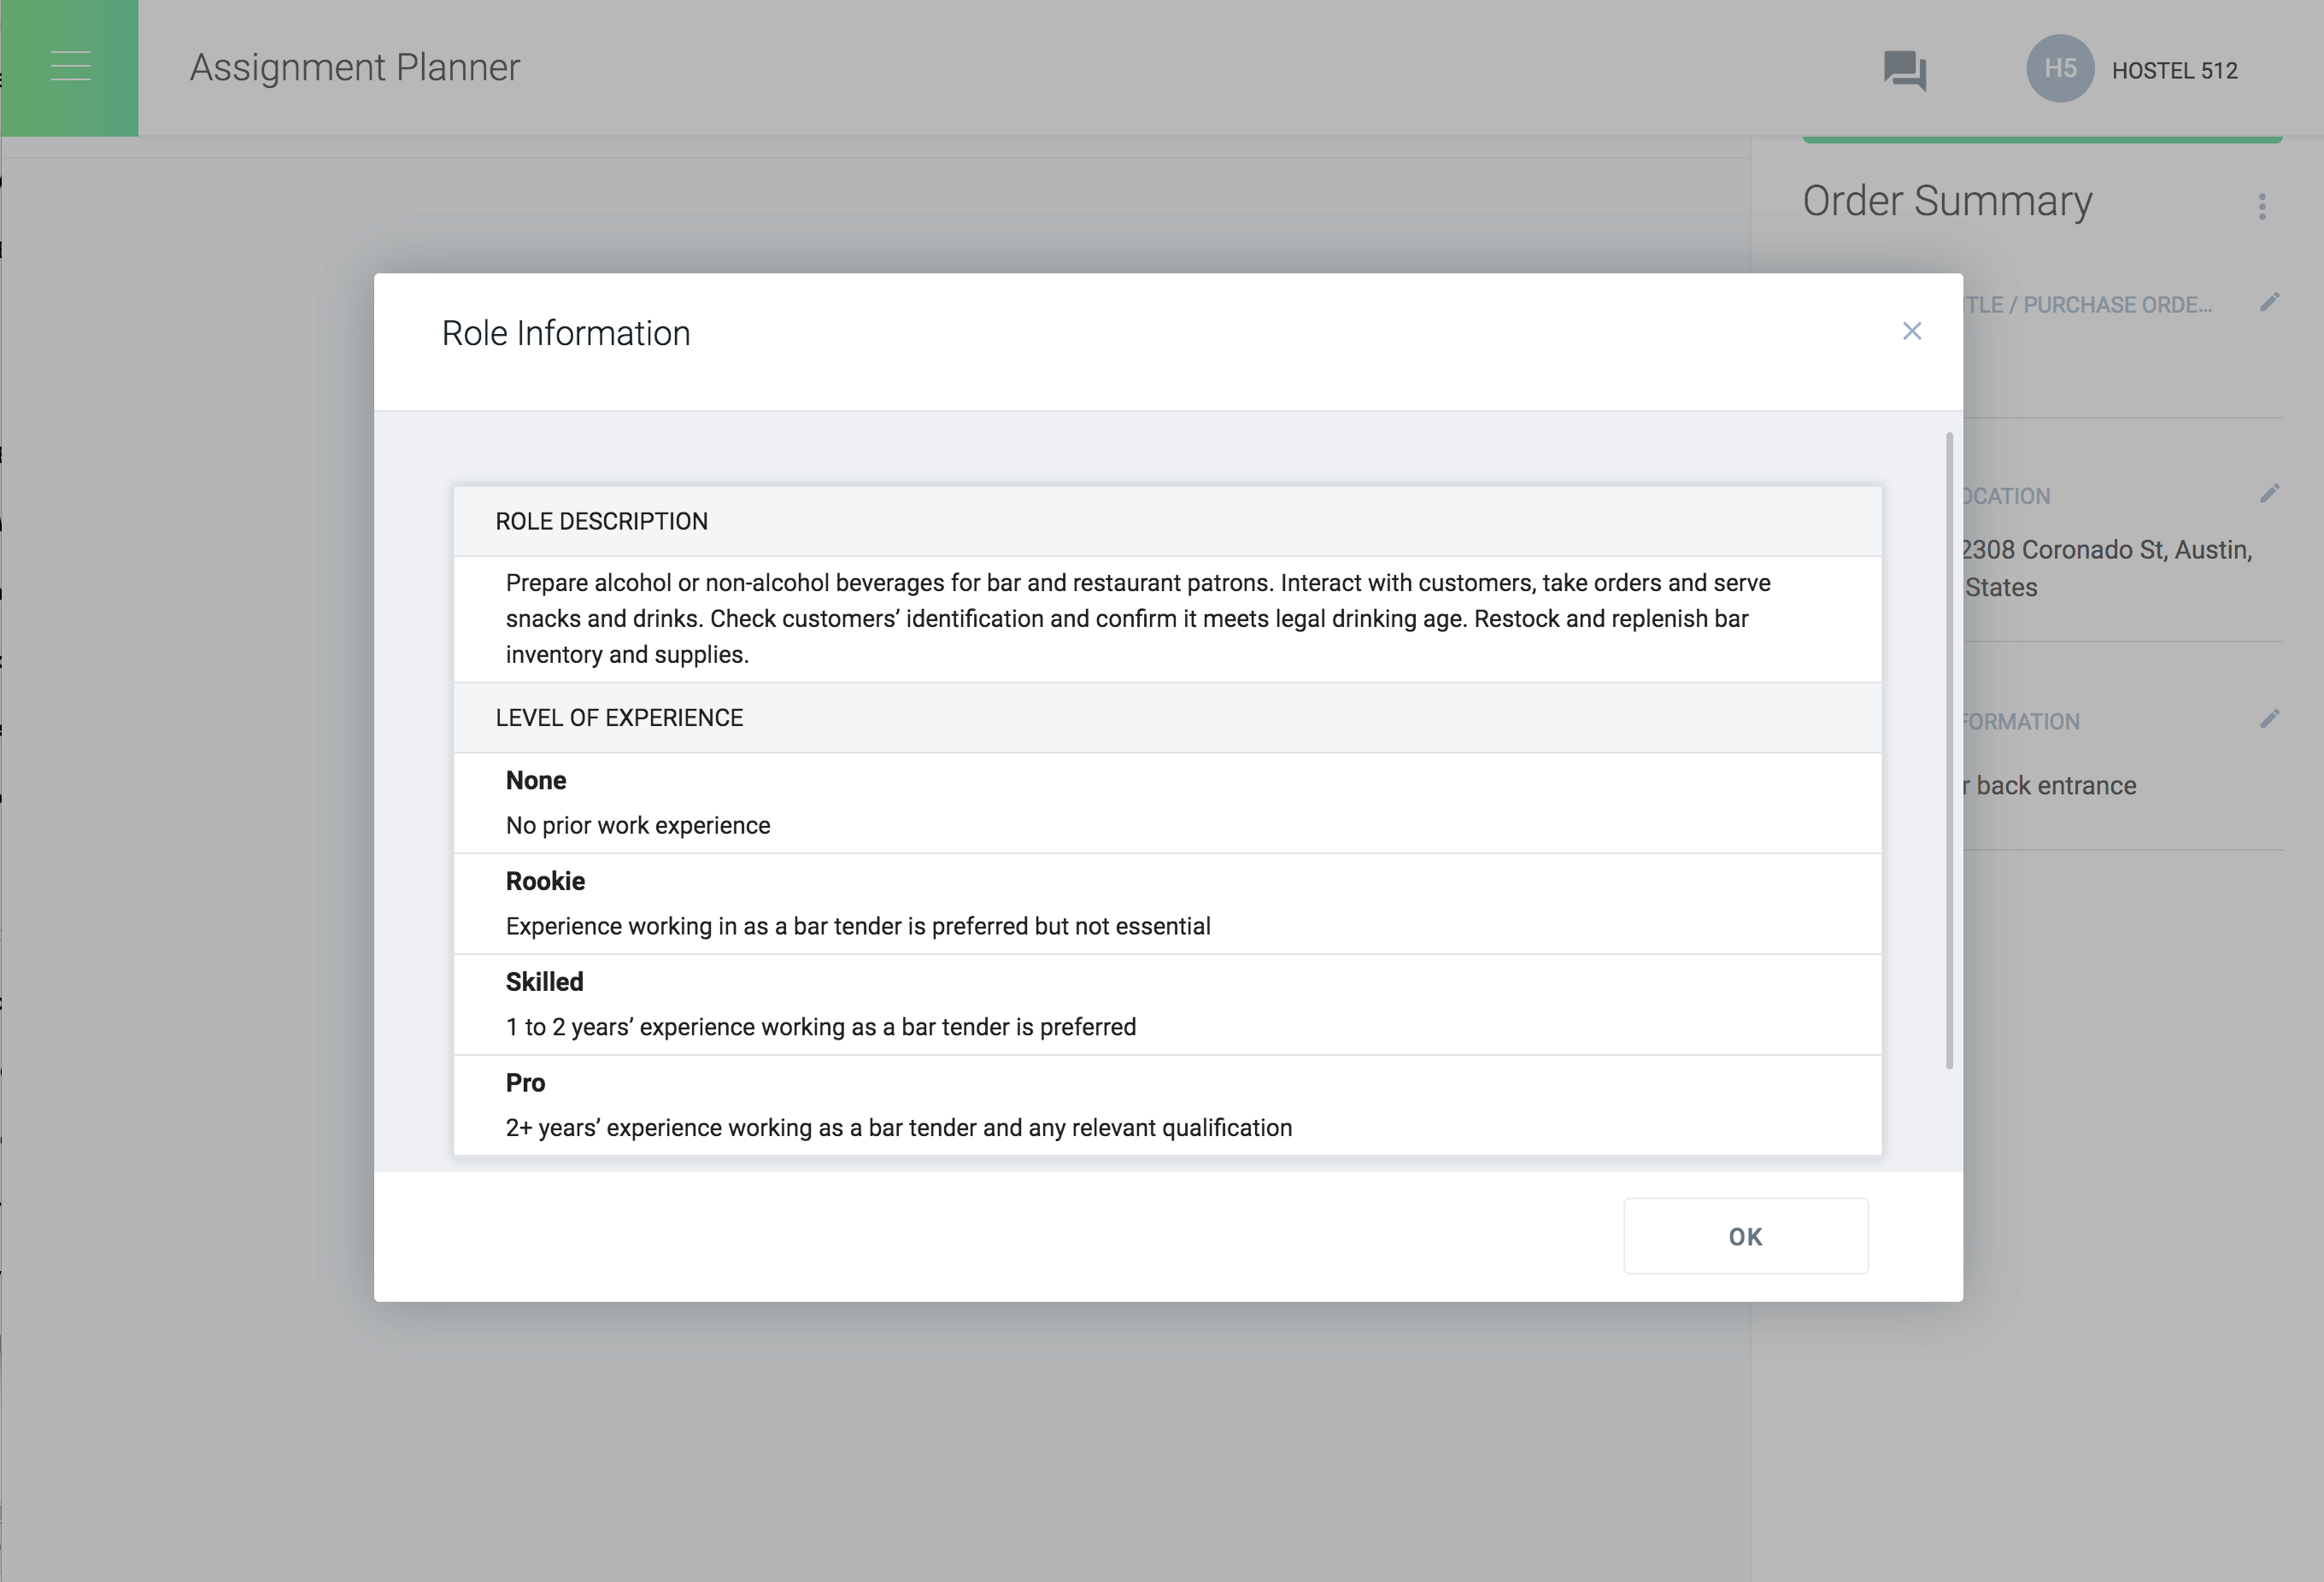 Assignment Planner
H5 HOSTEL 512
Order Summary
TLE / PURCHASE ORDE...
OCATION
2308 Coronado St, Austin,
States
FORMATION
r back entrance
Role Information
ROLE DESCRIPTION
Prepare alcohol or non-alcohol beverages for bar and restaurant patrons. Interact with customers, take orders and serve
snacks and drinks. Check customers’ identification and confirm it meets legal drinking age. Restock and replenish bar
inventory and supplies.
LEVEL OF EXPERIENCE
None
No prior work experience
Rookie
Experience working in as a bar tender is preferred but not essential
Skilled
1 to 2 years’ experience working as a bar tender is preferred
Pro
2+ years’ experience working as a bar tender and any relevant qualification
OK